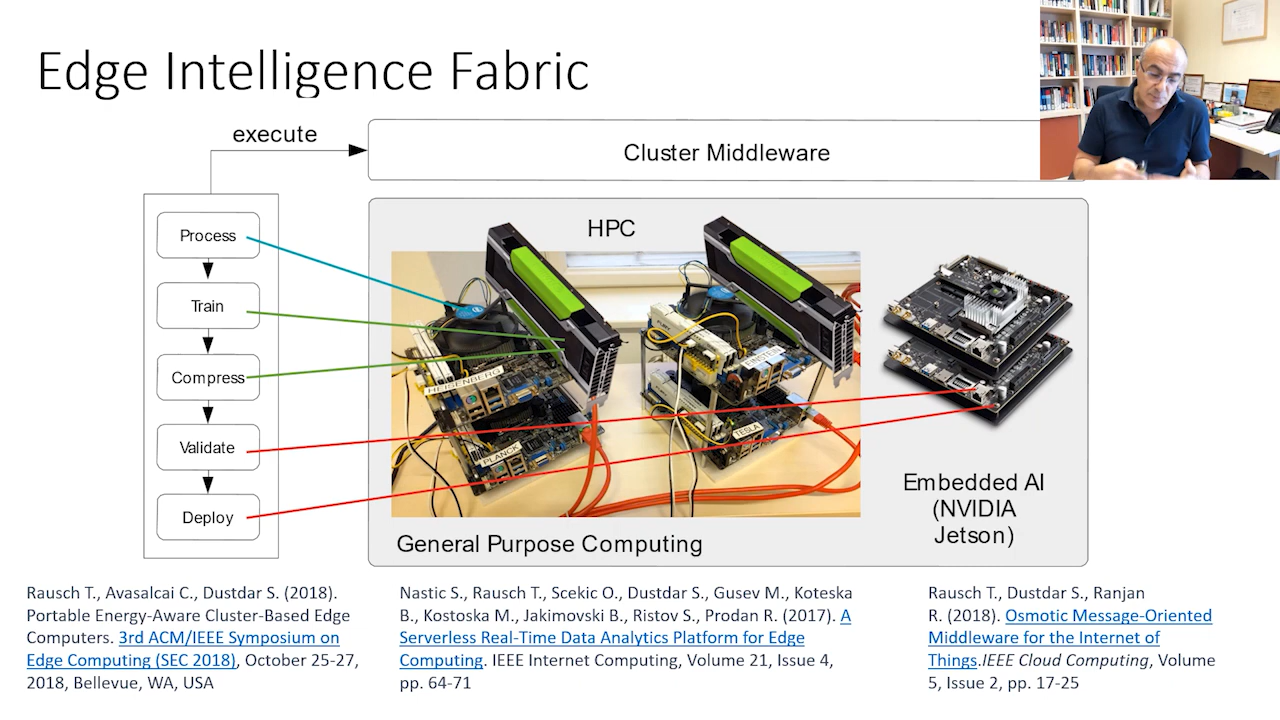 Edge Intelligence Fabric
execute
Cluster Middleware
Process
Train
Compress
Validate
Deploy
HPC
HEISENBERG
PLANCK
EINSTEIN
TESLA
General Purpose Computing
Embedded AI
(NVIDIA
Jetson)
Rausch T., Avasalcai C., Dustdar S. (2018).
Portable Energy-Aware Cluster-Based Edge
Computers. 3rd ACM/IEEE Symposium on
Edge Computing (SEC 2018), October 25-27,
2018, Bellevue, WA, USA
Nastic S., Rausch T., Scekic O., Dustdar S., Gusev M., Koteska
B., Kostoska M., Jakimovski B., Ristov S., Prodan R. (2017). A
Serverless Real-Time Data Analytics Platform for Edge
Computing. IEEE Internet Computing, Volume 21, Issue 4,
pp. 64-71
Rausch T., Dustdar S., Ranjan
R. (2018). Osmotic Message-Oriented
Middleware for the Internet of
Things.IEEE Cloud Computing, Volume
5, Issue 2, pp. 17-25